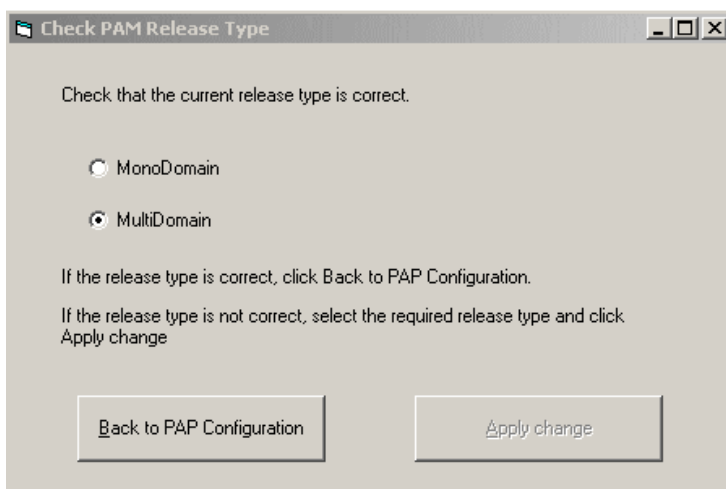 Check PAM Release Type
Check that the current release type is correct.
MonoDomain
MultiDomain
If the release type is correct, click Back to PAP Configuration.
If the release type is not correct, select the required release type and click
Apply change
Back to PAP Configuration
Apply change